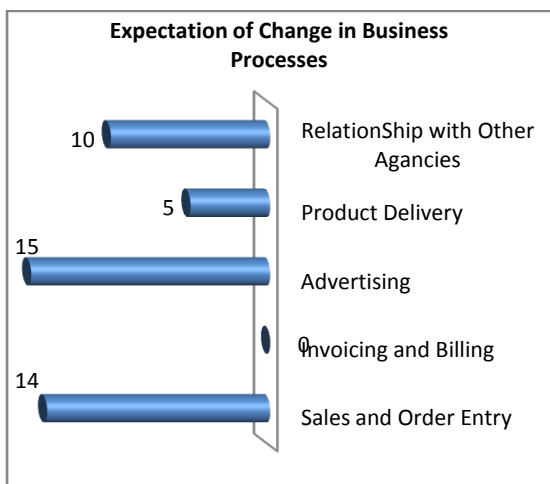 Expectation of Change in Business
Processes
10
RelationShip with Other
Agancies
5
Product Delivery
15
Advertising
0
Invoicing and Billing
14
Sales and Order Entry